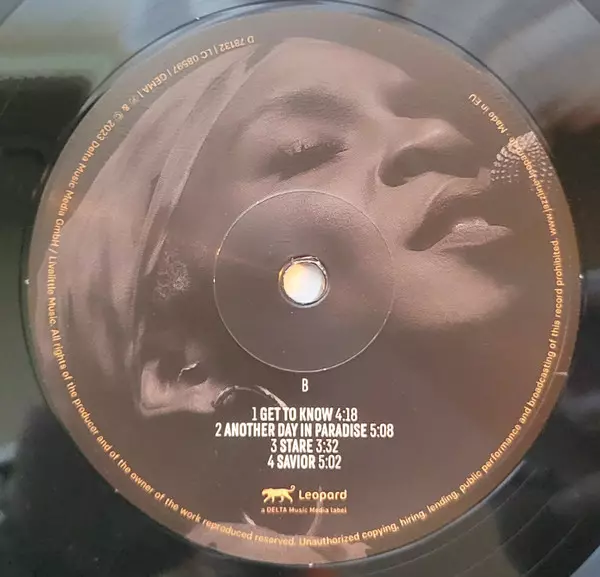 B
1 GET TO KNOW 4:18
2 ANOTHER DAY IN PARADISE 5:08
3 STARE 3:32
4 SAVIOR 5:02
Leopard
a DELTA Music Media label
D 78132 | LC 08597 | GEMA | ℗ & © 2023 Delta Music Media GmbH / Livalittle Music. All rights of the producer and of the owner of the work reproduced reserved. Unauthorized copying, hiring, lending, public performance and broadcasting of this record prohibited. Made in EU